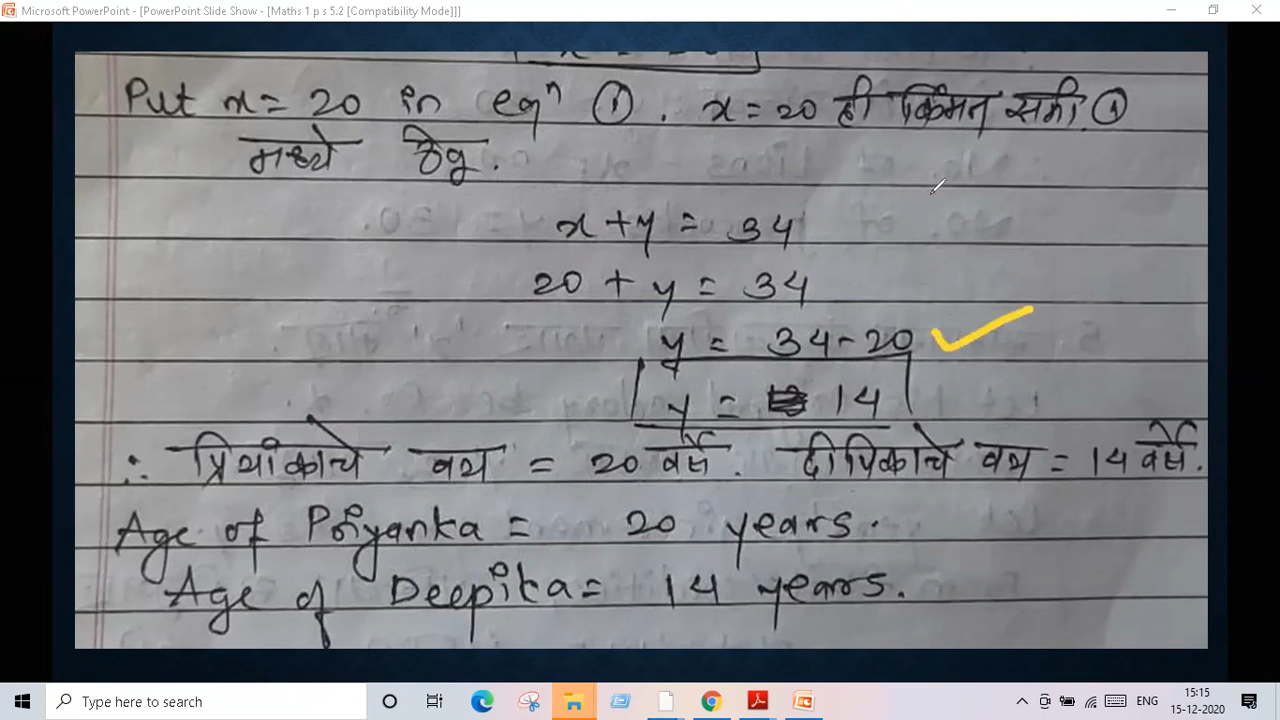 Microsoft PowerPoint - [PowerPoint Slide Show - [Maths 1 p s 5.2 [Compatibility Mode]]]
Put x = 20 in eqⁿ ①. x = 20 ही किंमत समी. ①
मध्ये ठेवू.
x + y = 34
20 + y = 34
y = 34 - 20
y = 14
∴ प्रियांकाचे वय = 20 वर्षे. दीपिकाचे वय = 14 वर्षे.
Age of Priyanka = 20 years.
Age of Deepika = 14 years.
Type here to search
ENG
15:15
15-12-2020